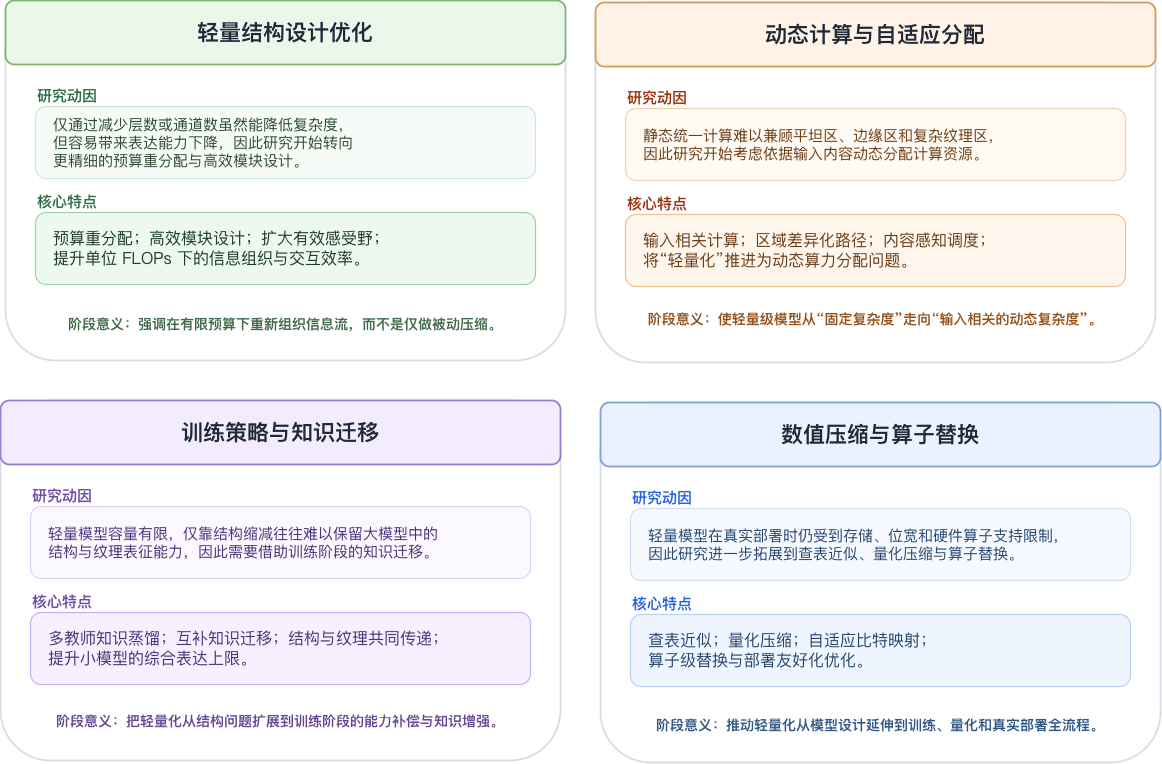 轻量结构设计优化
研究动因
仅通过减少层数或通道数虽然能降低复杂度，
但容易带来表达能力下降，因此研究开始转向
更精细的预算重分配与高效模块设计。
核心特点
预算重分配；高效模块设计；扩大有效感受野；
提升单位 FLOPs 下的信息组织与交互效率。
阶段意义：强调在有限预算下重新组织信息流，而不是仅做被动压缩。
动态计算与自适应分配
研究动因
静态统一计算难以兼顾平坦区、边缘区和复杂纹理区，
因此研究开始考虑依据输入内容动态分配计算资源。
核心特点
输入相关计算；区域差异化路径；内容感知调度；
将“轻量化”推进为动态算力分配问题。
阶段意义：使轻量级模型从“固定复杂度”走向“输入相关的动态复杂度”。
训练策略与知识迁移
研究动因
轻量模型容量有限，仅靠结构缩减往往难以保留大模型中的
结构与纹理表征能力，因此需要借助训练阶段的知识迁移。
核心特点
多教师知识蒸馏；互补知识迁移；结构与纹理共同传递；
提升小模型的综合表达上限。
阶段意义：把轻量化从结构问题扩展到训练阶段的能力补偿与知识增强。
数值压缩与算子替换
研究动因
轻量模型在真实部署时仍受到存储、位宽和硬件算子支持限制，
因此研究进一步拓展到查表近似、量化压缩与算子替换。
核心特点
查表近似；量化压缩；自适应比特映射；
算子级替换与部署友好化优化。
阶段意义：推动轻量化从模型设计延伸到训练、量化和真实部署全流程。